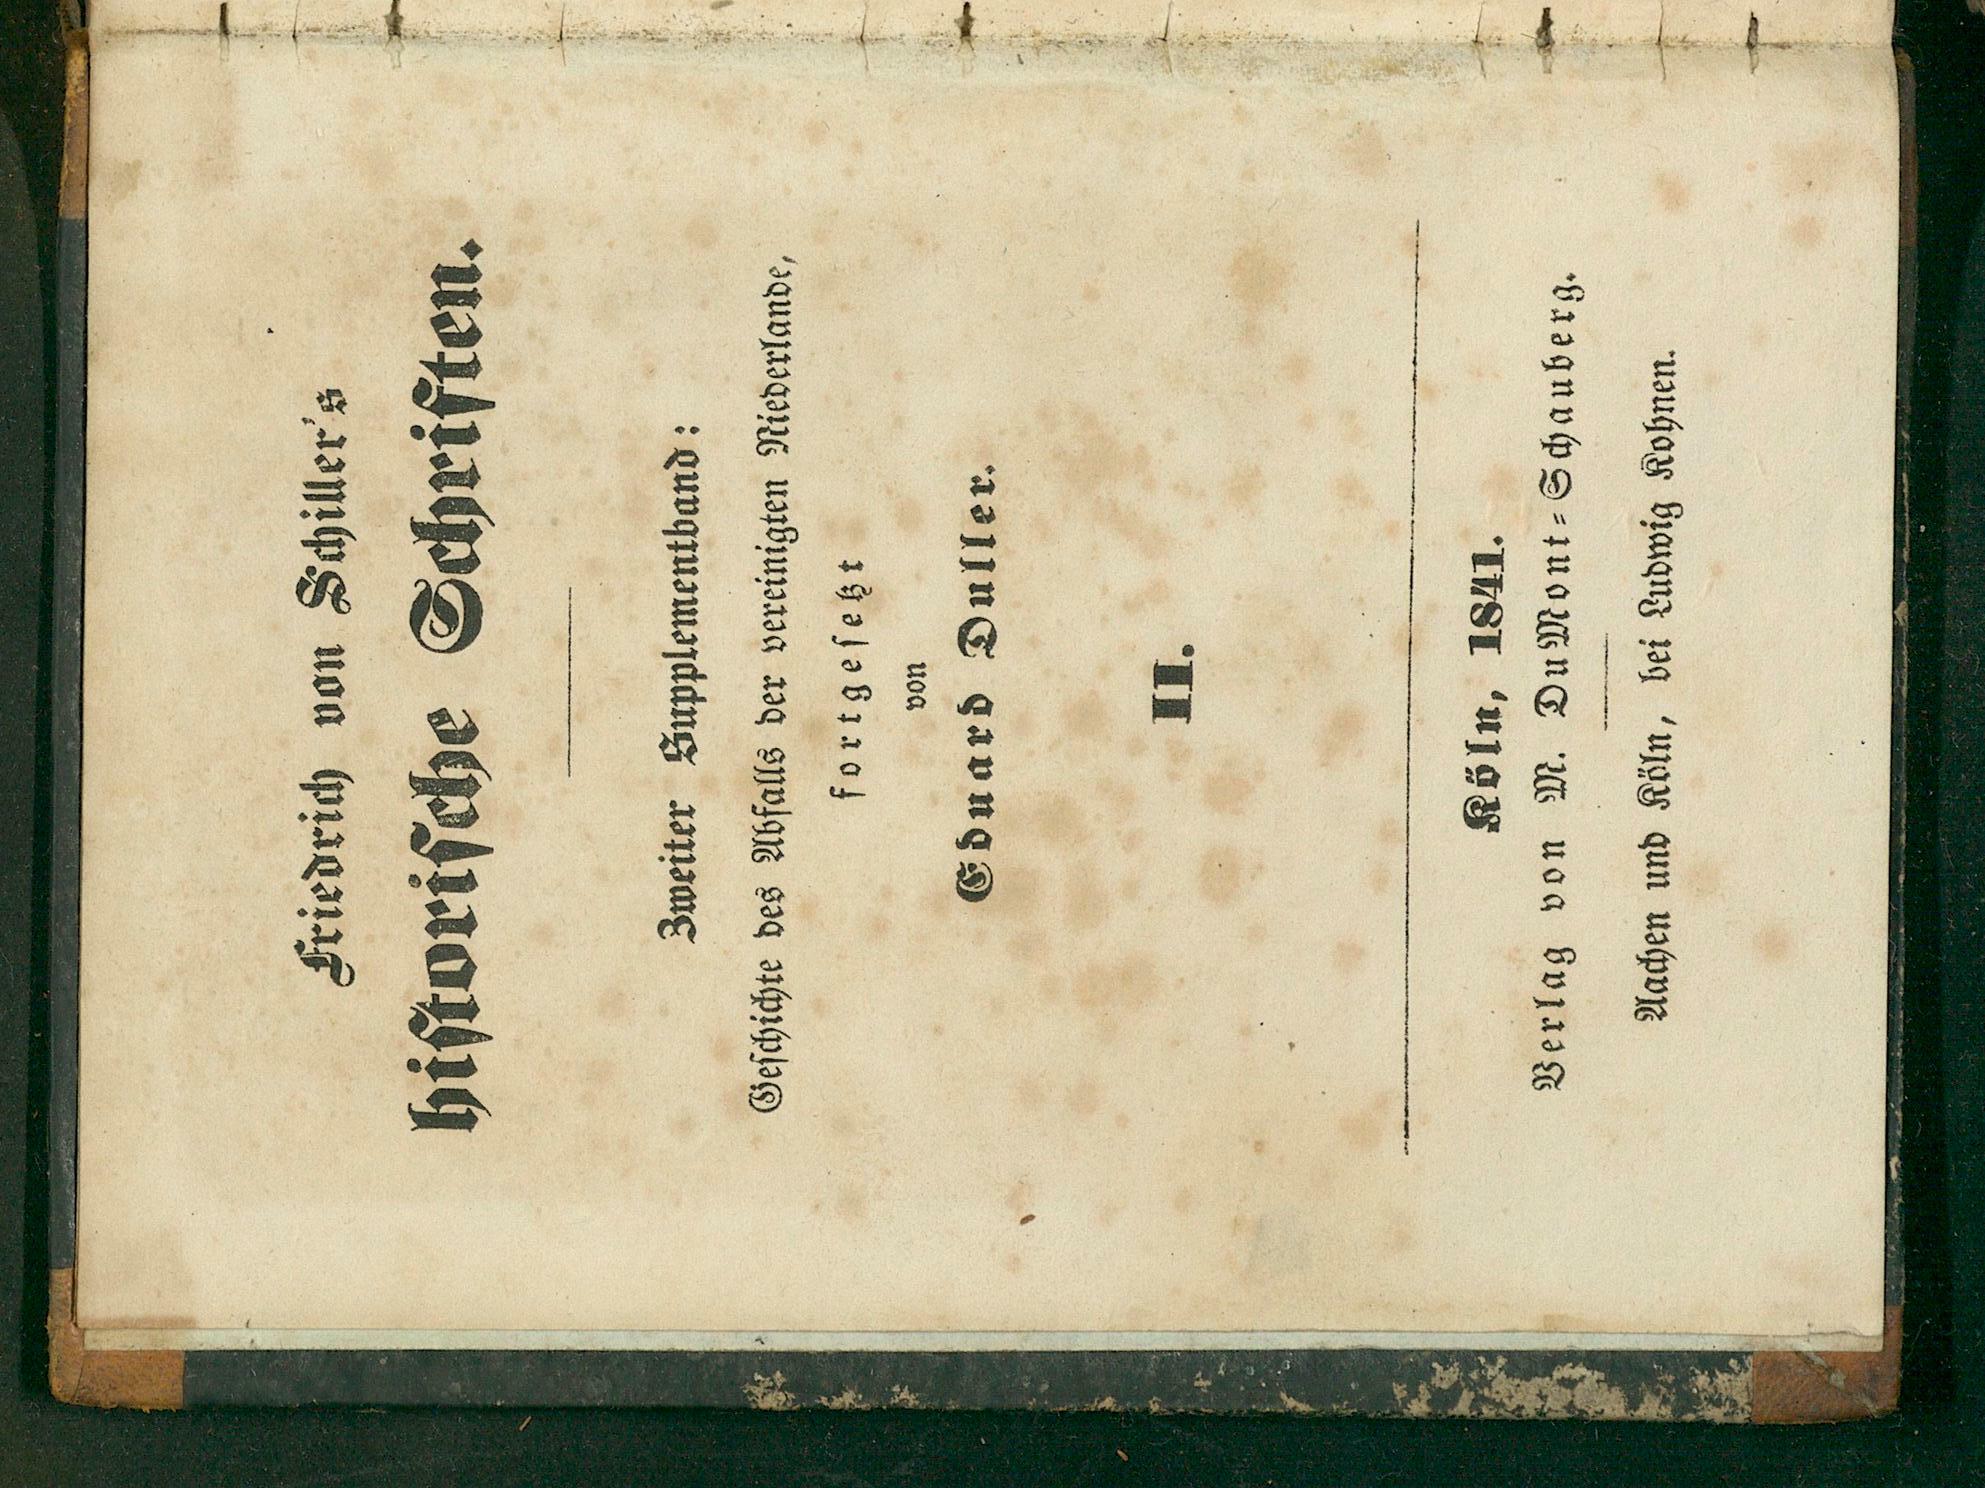 Friedrich von Schiller's
historische Schriften.
Zweiter Supplementband:
Geschichte des Abfalls der vereinigten Niederlande,
fortgesetzt
von
Eduard Duller.
II.
Köln, 1841.
Verlag von M. DuMont-Schauberg.
Aachen und Köln, bei Ludwig Kohnen.